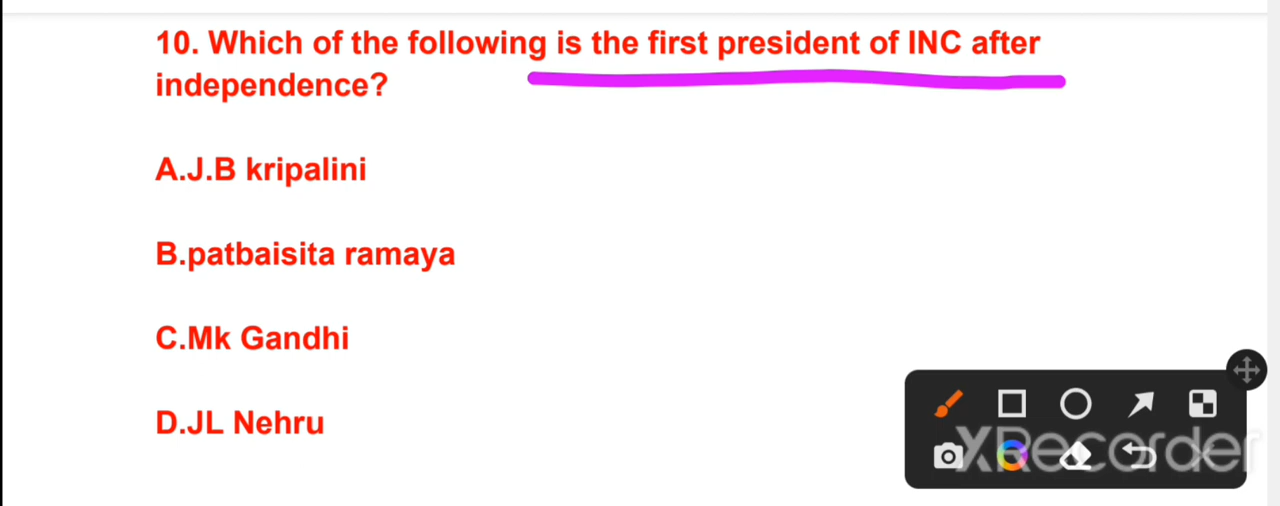 10. Which of the following is the first president of INC after
independence?
A.J.B kripalini
B.patbaisita ramaya
C.Mk Gandhi
D.JL Nehru
XRecorder